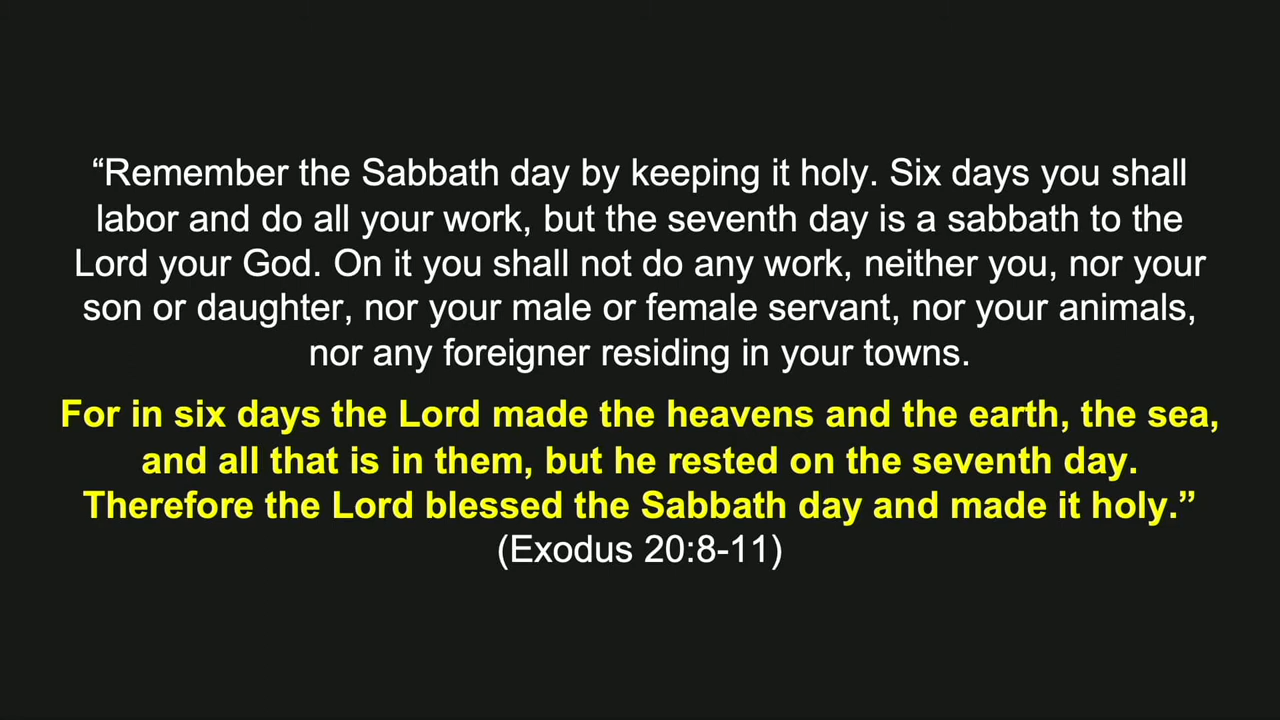 “Remember the Sabbath day by keeping it holy. Six days you shall
labor and do all your work, but the seventh day is a sabbath to the
Lord your God. On it you shall not do any work, neither you, nor your
son or daughter, nor your male or female servant, nor your animals,
nor any foreigner residing in your towns.
For in six days the Lord made the heavens and the earth, the sea,
and all that is in them, but he rested on the seventh day.
Therefore the Lord blessed the Sabbath day and made it holy.”
(Exodus 20:8-11)